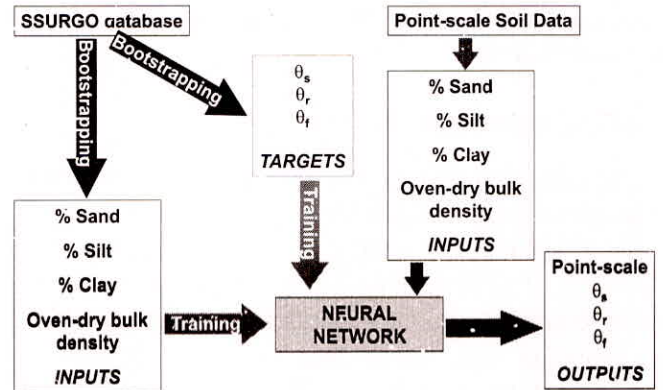 SSURGO database
Point-scale Soil Data
Bootstrapping
Bootstrapping
θs
θr
θf
TARGETS
% Sand
% Silt
% Clay
Oven-dry bulk
density
INPUTS
Training
% Sand
% Silt
% Clay
Oven-dry bulk
density
INPUTS
Training
NEURAL
NETWORK
Point-scale
θs
θr
θf
OUTPUTS